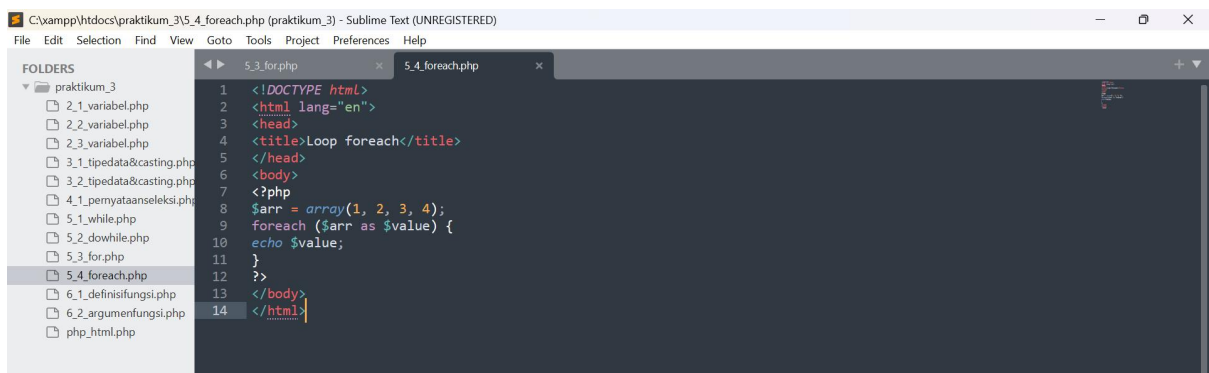 C:\xampp\htdocs\praktikum_3\5_4_foreach.php (praktikum_3) - Sublime Text (UNREGISTERED)
File Edit Selection Find View Goto Tools Project Preferences Help
FOLDERS
praktikum_3
2_1_variabel.php
2_2_variabel.php
2_3_variabel.php
3_1_tipedata&casting.php
3_2_tipedata&casting.php
4_1_pernyataanseleksi.php
5_1_while.php
5_2_dowhile.php
5_3_for.php
5_4_foreach.php
6_1_definisifungsi.php
6_2_argumenfungsi.php
php_html.php
5_3_for.php × 5_4_foreach.php ×
1 <!DOCTYPE html>
2 <html lang="en">
3 <head>
4 <title>Loop foreach</title>
5 </head>
6 <body>
7 <?php
8 $arr = array(1, 2, 3, 4);
9 foreach ($arr as $value) {
10 echo $value;
11 }
12 ?>
13 </body>
14 </html>